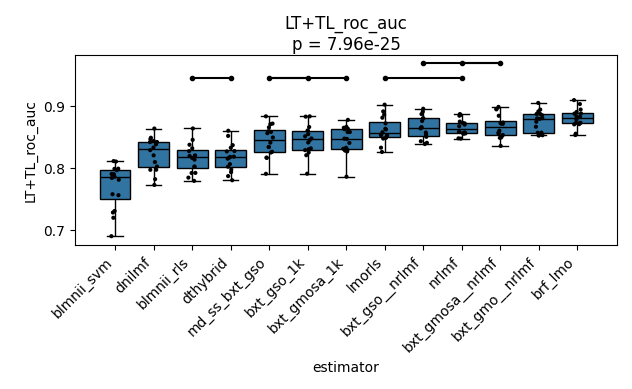 LT+TL_roc_auc
p = 7.96e-25
LT+TL_roc_auc
0.9
0.8
0.7
blmnii_svm
dnilmf
blmnii_rls
dthybrid
md_ss_bxt_gso
bxt_gso_1k
bxt_gmosa_1k
lmorls
bxt_gso__nrlmf
nrlmf
bxt_gmosa__nrlmf
bxt_gmo__nrlmf
brf_lmo
estimator